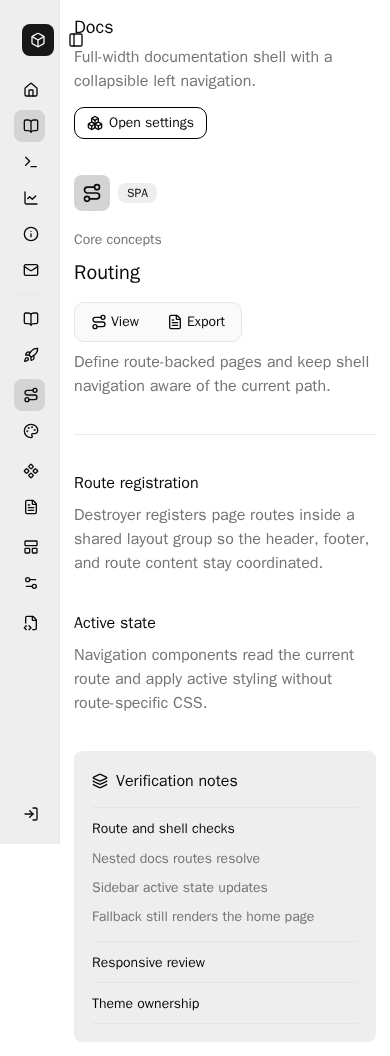 Docs
Full-width documentation shell with a
collapsible left navigation.
Open settings
SPA
Core concepts
Routing
View
Export
Define route-backed pages and keep shell
navigation aware of the current path.
Route registration
Destroyer registers page routes inside a
shared layout group so the header, footer,
and route content stay coordinated.
Active state
Navigation components read the current
route and apply active styling without
route-specific CSS.
Verification notes
Route and shell checks
Nested docs routes resolve
Sidebar active state updates
Fallback still renders the home page
Responsive review
Theme ownership